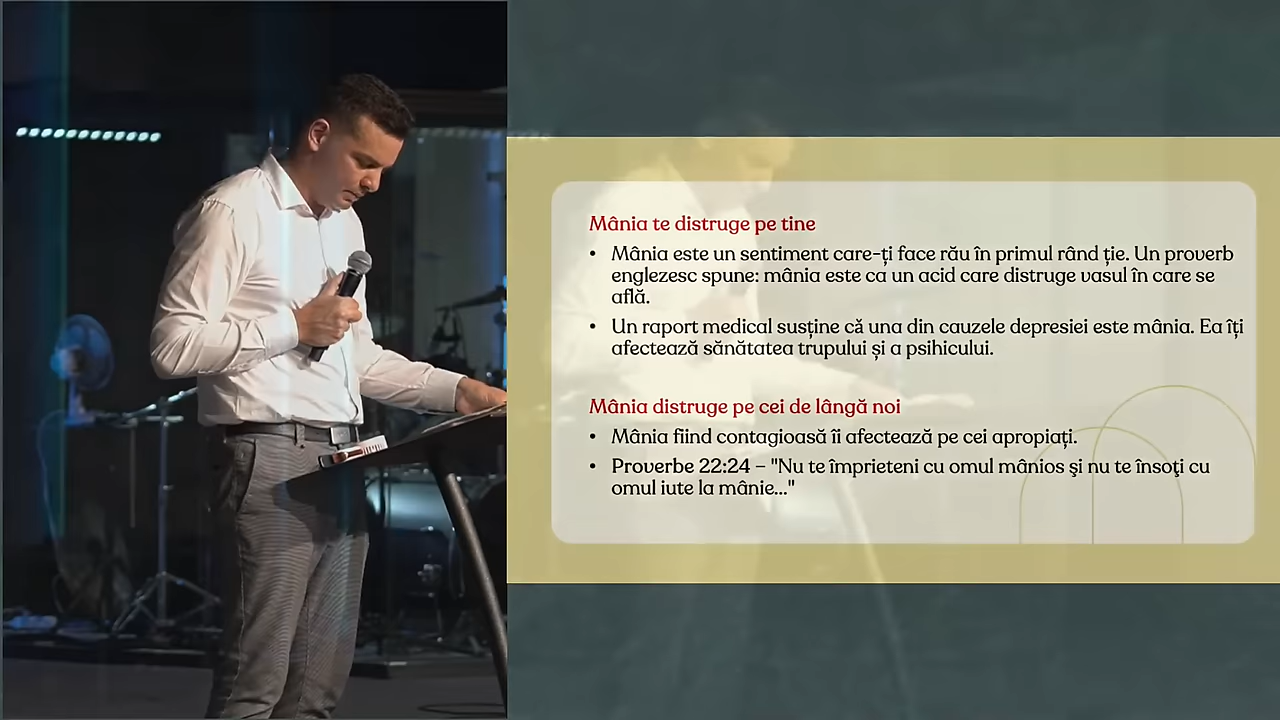 Mânia te distruge pe tine
• Mânia este un sentiment care-ți face rău în primul rând ție. Un proverb
englezesc spune: mânia este ca un acid care distruge vasul în care se
află.
• Un raport medical susține că una din cauzele depresiei este mânia. Ea îți
afectează sănătatea trupului și a psihicului.
Mânia distruge pe cei de lângă noi
• Mânia fiind contagioasă îi afectează pe cei apropiați.
• Proverbe 22:24 – "Nu te împrieteni cu omul mânios şi nu te însoţi cu
omul iute la mânie..."